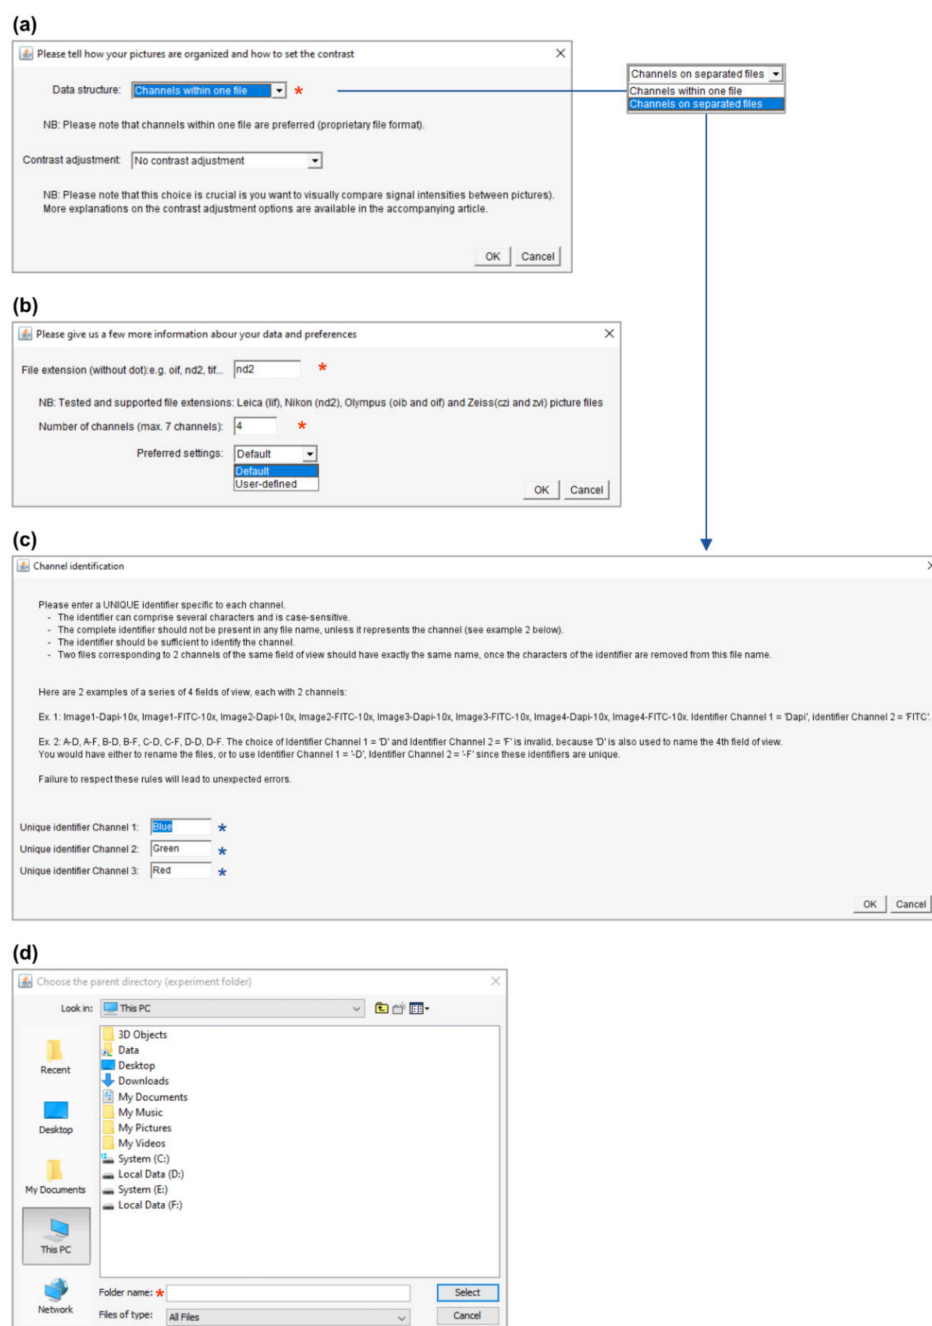 (a)
Please tell how your pictures are organized and how to set the contrast
Data structure: Channels within one file *
Channels on separated files
Channels within one file
Channels on separated files
NB: Please note that channels within one file are preferred (proprietary file format).
Contrast adjustment: No contrast adjustment
NB: Please note that this choice is crucial is you want to visually compare signal intensities between pictures).
More explanations on the contrast adjustment options are available in the accompanying article.
OK Cancel
(b)
Please give us a few more information abour your data and preferences
File extension (without dot):e.g. oif, nd2, tif... nd2 *
NB: Tested and supported file extensions: Leica (lif), Nikon (nd2), Olympus (oib and oif) and Zeiss(czi and zvi) picture files
Number of channels (max. 7 channels): 4 *
Preferred settings: Default
Default
User-defined
OK Cancel
(c)
Channel identification
Please enter a UNIQUE identifier specific to each channel.
- The identifier can comprise several characters and is case-sensitive.
- The complete identifier should not be present in any file name, unless it represents the channel (see example 2 below).
- The identifier should be sufficient to identify the channel.
- Two files corresponding to 2 channels of the same field of view should have exactly the same name, once the characters of the identifier are removed from this file name.
Here are 2 examples of a series of 4 fields of view, each with 2 channels:
Ex. 1: Image1-Dapi-10x, Image1-FITC-10x, Image2-Dapi-10x, Image2-FITC-10x, Image3-Dapi-10x, Image3-FITC-10x, Image4-Dapi-10x, Image4-FITC-10x. Identifier Channel 1 = 'Dapi', identifier Channel 2 = 'FITC'.
Ex. 2: A-D, A-F, B-D, B-F, C-D, C-F, D-D, D-F. The choice of Identifier Channel 1 = 'D' and Identifier Channel 2 = 'F' is invalid, because 'D' is also used to name the 4th field of view.
You would have either to rename the files, or to use Identifier Channel 1 = '-D', Identifier Channel 2 = '-F' since these identifiers are unique.
Failure to respect these rules will lead to unexpected errors.
Unique identifier Channel 1: Blue *
Unique identifier Channel 2: Green *
Unique identifier Channel 3: Red *
OK Cancel
(d)
Choose the parent directory (experiment folder)
Look in: This PC
Recent
Desktop
My Documents
This PC
Network
3D Objects
Data
Desktop
Downloads
My Documents
My Music
My Pictures
My Videos
System (C:)
Local Data (D:)
System (E:)
Local Data (F:)
Folder name: * Select
Files of type: All Files Cancel